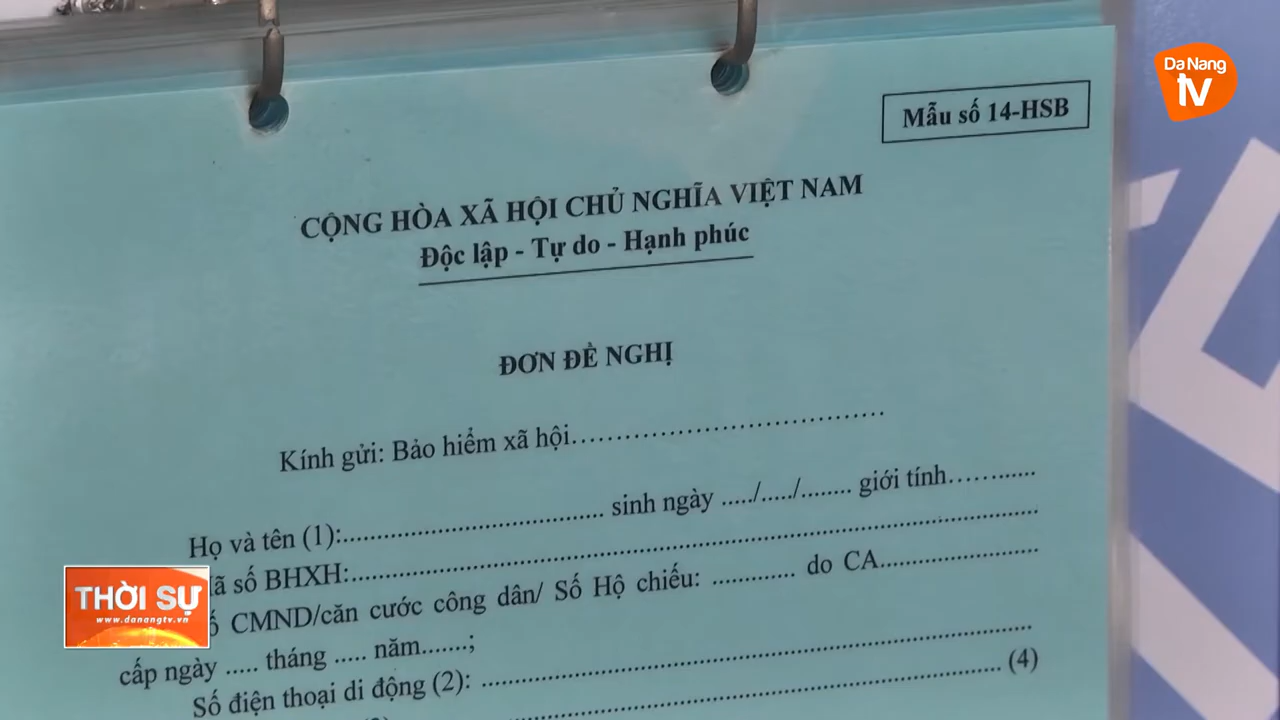 Da Nang
tv
Mẫu số 14-HSB
CỘNG HÒA XÃ HỘI CHỦ NGHĨA VIỆT NAM
Độc lập - Tự do - Hạnh phúc
ĐƠN ĐỀ NGHỊ
Kính gửi: Bảo hiểm xã hội...................................
Họ và tên (1):...................................... sinh ngày ...../...../........ giới tính.............
số BHXH:..........................................................................................
CMND/căn cước công dân/ Số Hộ chiếu: ............. do CA........................
cấp ngày ..... tháng ..... năm.......;
Số điện thoại di động (2): ..........................................................................
.......................................................... (4)
THỜI SỰ
www.danangtv.vn